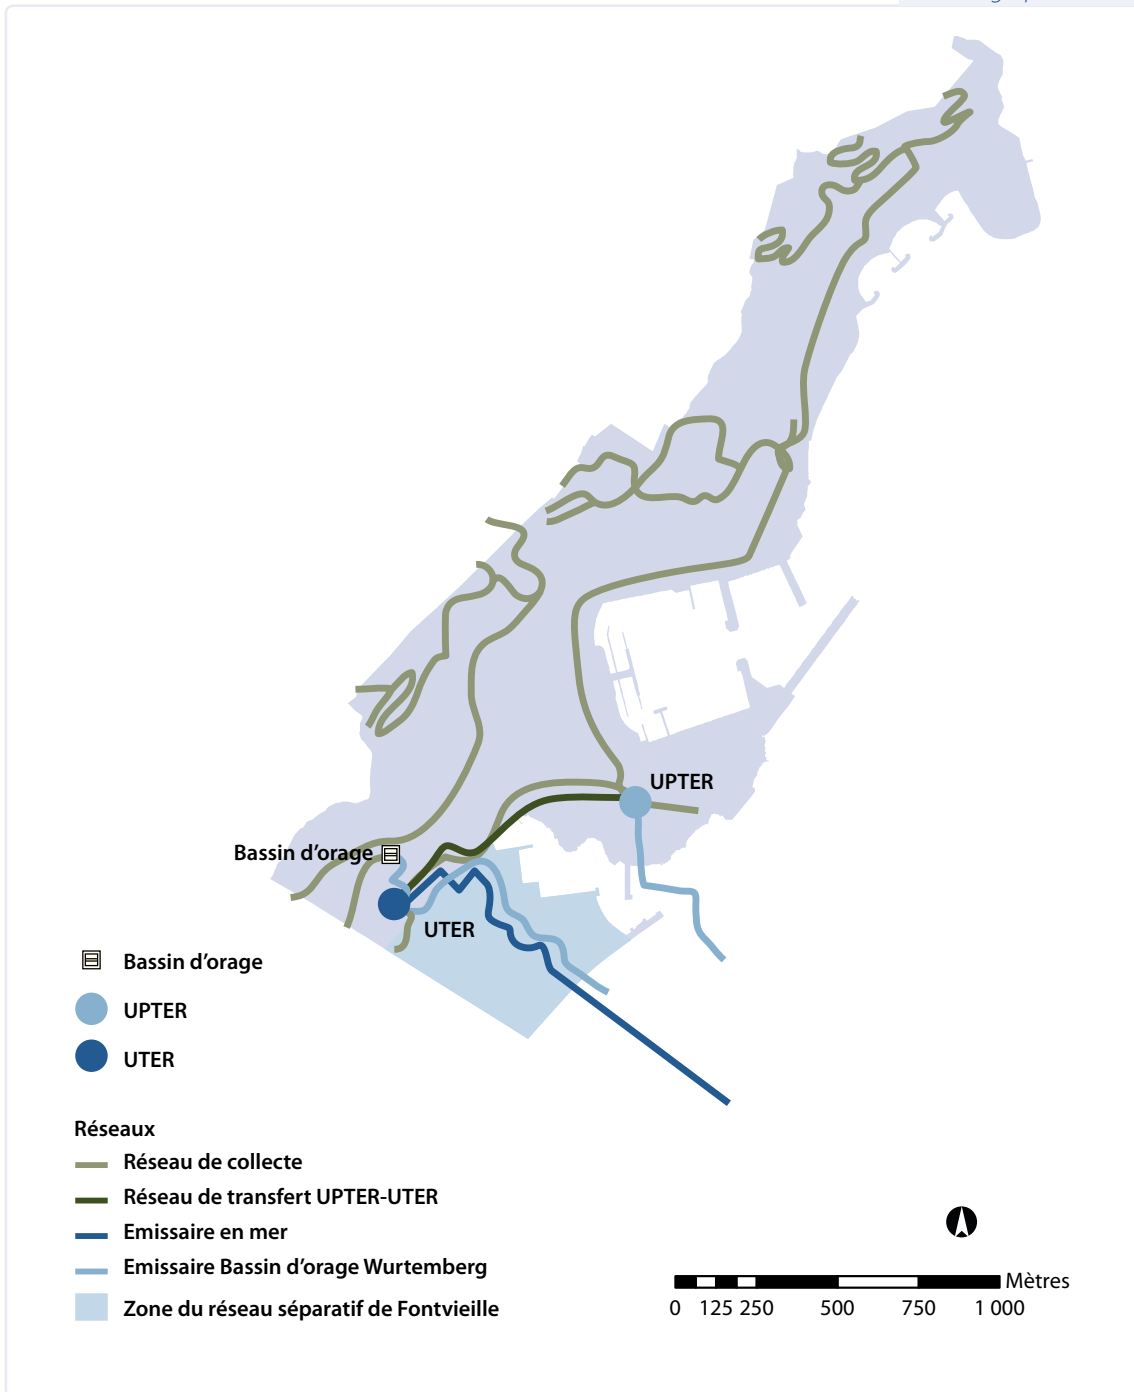 UPTER
Bassin d'orage
UTER
Bassin d'orage
UPTER
UTER
Réseaux
Réseau de collecte
Réseau de transfert UPTER-UTER
Emissaire en mer
Emissaire Bassin d'orage Wurtemberg
Zone du réseau séparatif de Fontvieille
Mètres
0 125 250 500 750 1 000